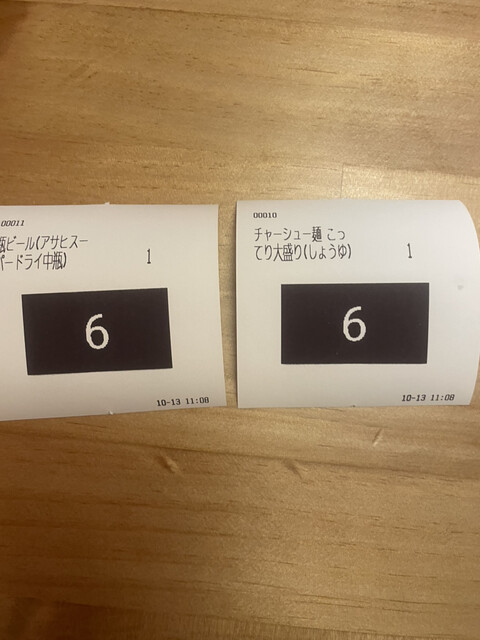 00011
瓶ビール(アサヒスー
パードライ中瓶)
1
6
10-13 11:08
00010
チャーシュー麺 こっ
てり大盛り(しょうゆ)
1
6
10-13 11:08